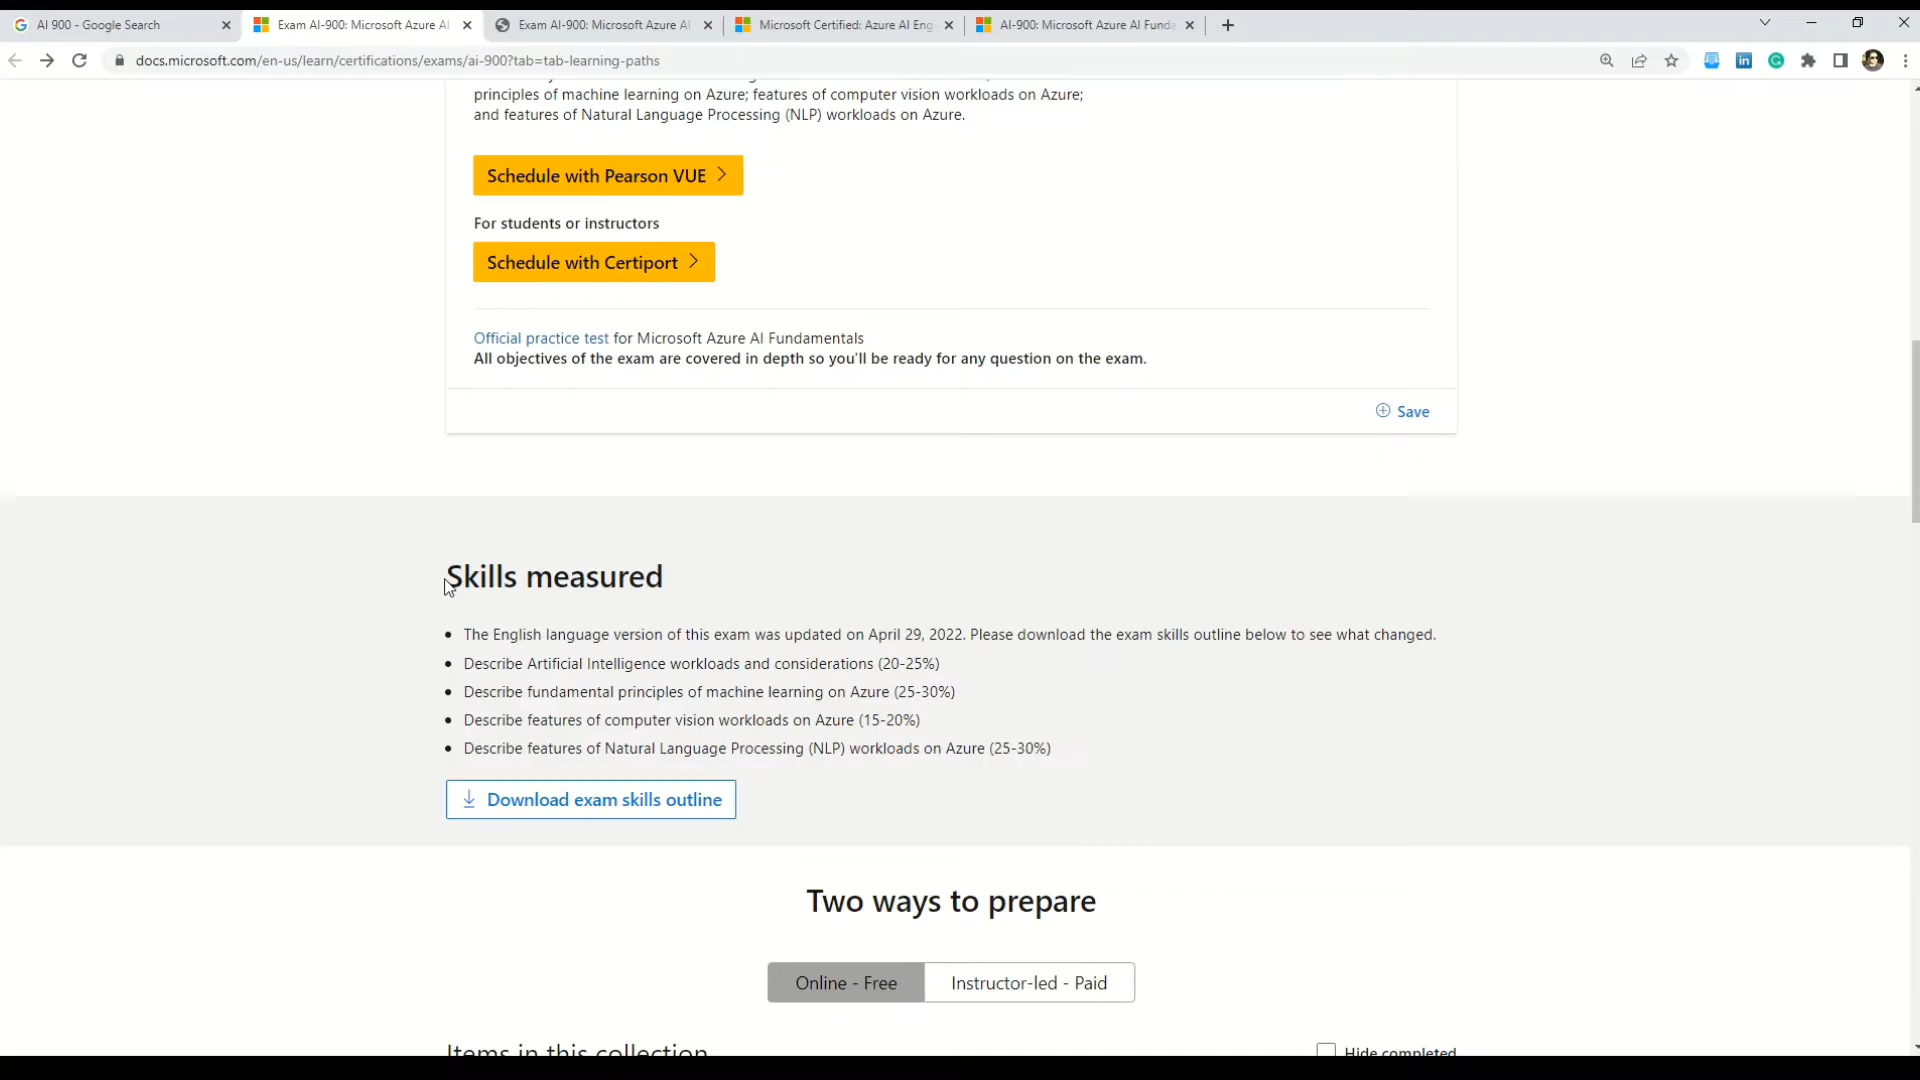 AI 900 - Google Search
Exam AI-900: Microsoft Azure AI
Exam AI-900: Microsoft Azure AI
Microsoft Certified: Azure AI Eng
AI-900: Microsoft Azure AI Funda
docs.microsoft.com/en-us/learn/certifications/exams/ai-900?tab=tab-learning-paths
principles of machine learning on Azure; features of computer vision workloads on Azure;
and features of Natural Language Processing (NLP) workloads on Azure.
Schedule with Pearson VUE
For students or instructors
Schedule with Certiport
Official practice test for Microsoft Azure AI Fundamentals
All objectives of the exam are covered in depth so you'll be ready for any question on the exam.
Save
Skills measured
• The English language version of this exam was updated on April 29, 2022. Please download the exam skills outline below to see what changed.
• Describe Artificial Intelligence workloads and considerations (20-25%)
• Describe fundamental principles of machine learning on Azure (25-30%)
• Describe features of computer vision workloads on Azure (15-20%)
• Describe features of Natural Language Processing (NLP) workloads on Azure (25-30%)
Download exam skills outline
Two ways to prepare
Online - Free
Instructor-led - Paid
Items in this collection
Hide completed